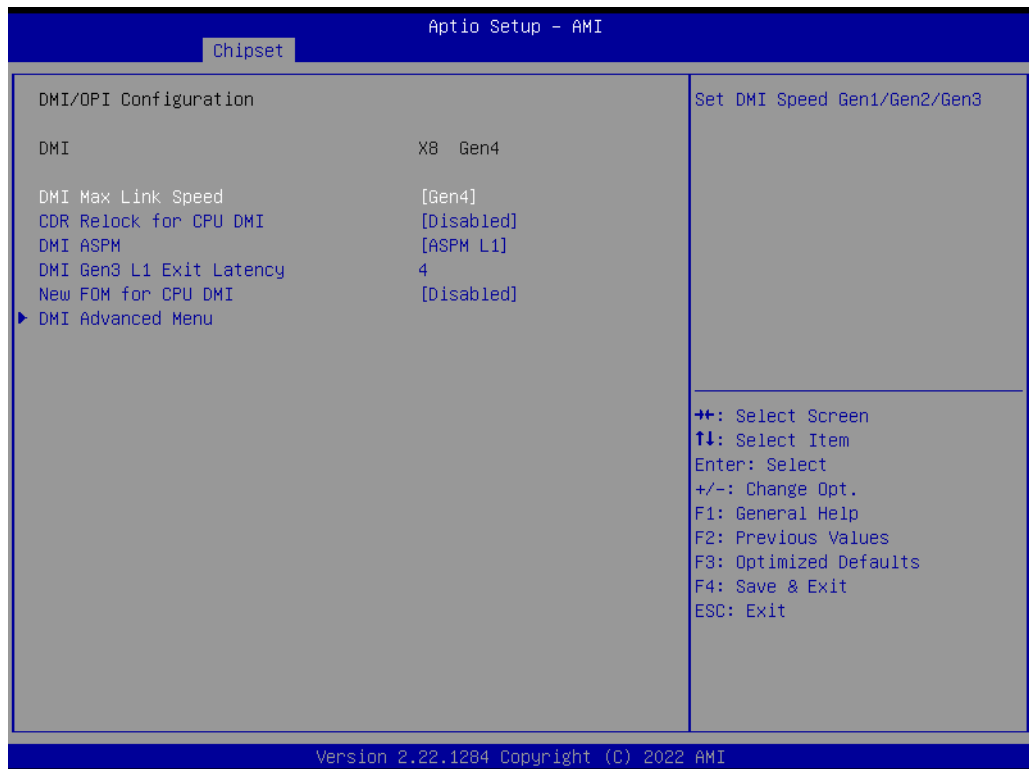 Aptio Setup – AMI
Chipset
DMI/OPI Configuration
DMI X8 Gen4
DMI Max Link Speed [Gen4]
CDR Relock for CPU DMI [Disabled]
DMI ASPM [ASPM L1]
DMI Gen3 L1 Exit Latency 4
New FOM for CPU DMI [Disabled]
▶ DMI Advanced Menu
Set DMI Speed Gen1/Gen2/Gen3
→←: Select Screen
↑↓: Select Item
Enter: Select
+/-: Change Opt.
F1: General Help
F2: Previous Values
F3: Optimized Defaults
F4: Save & Exit
ESC: Exit
Version 2.22.1284 Copyright (C) 2022 AMI